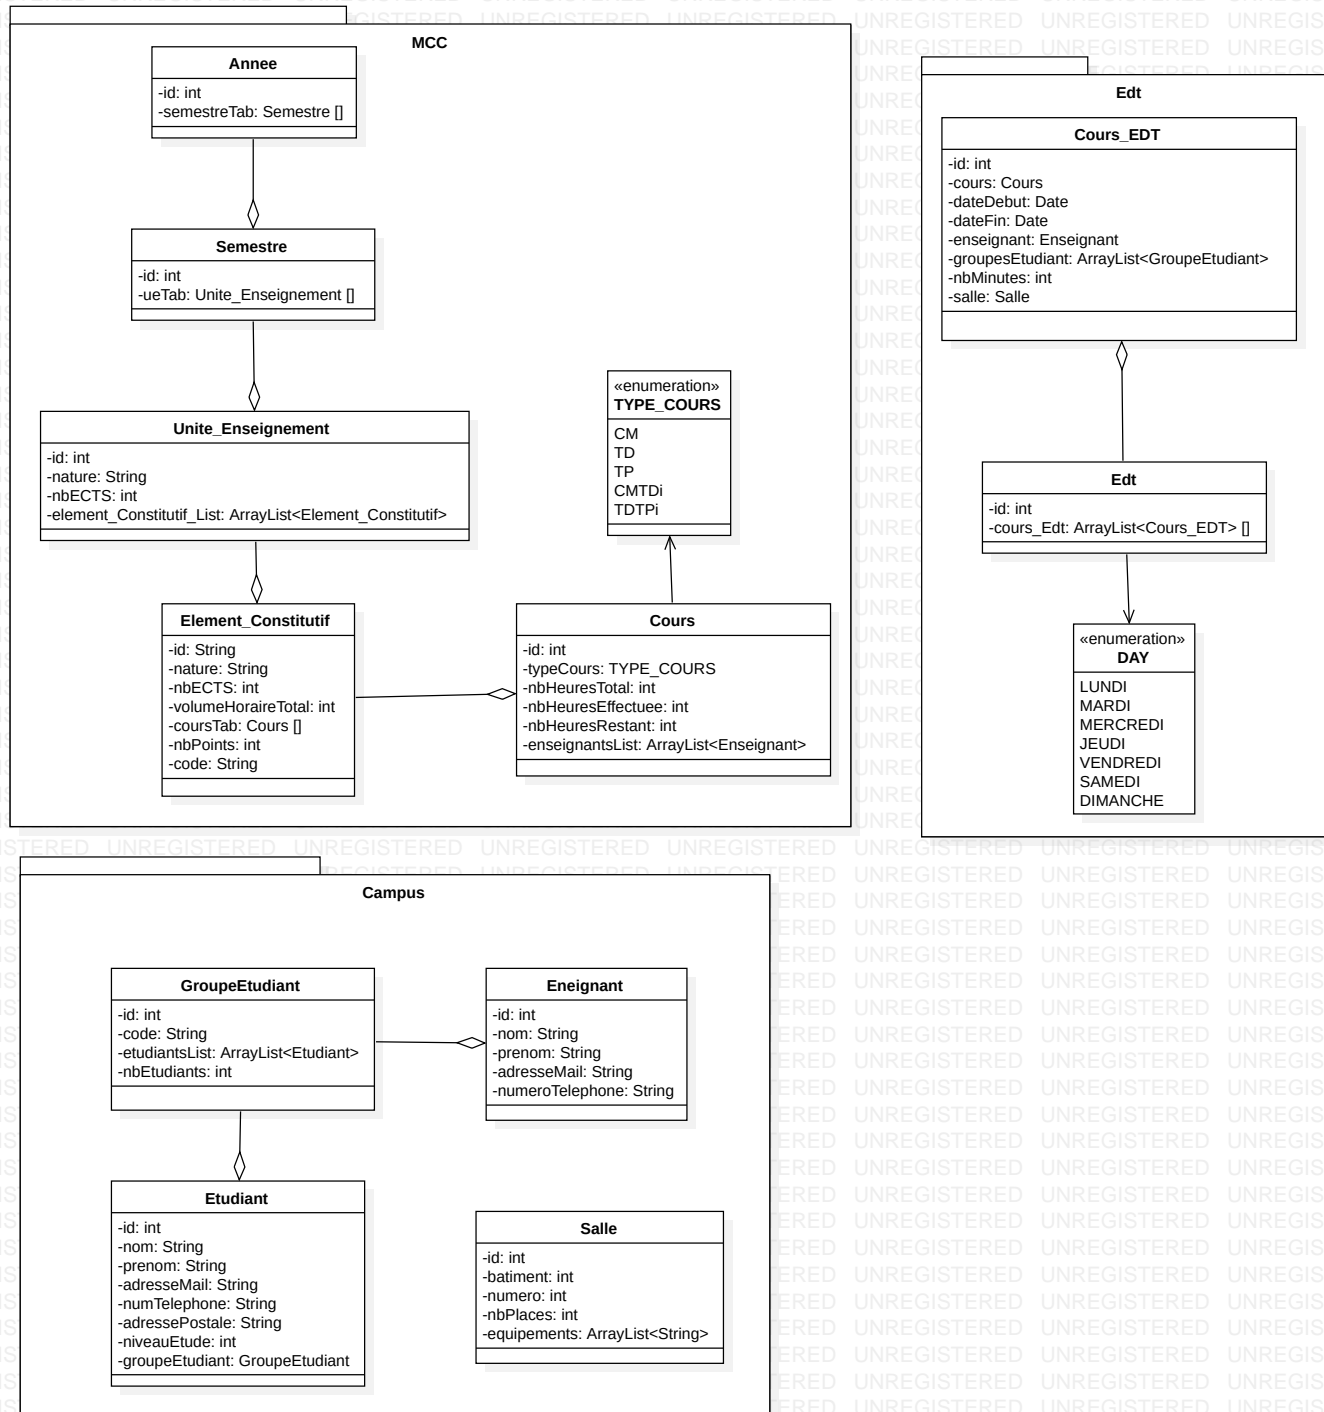 MCC
Annee
-id: int
-semestreTab: Semestre []
Semestre
-id: int
-ueTab: Unite_Enseignement []
Unite_Enseignement
-id: int
-nature: String
-nbECTS: int
-element_Constitutif_List: ArrayList<Element_Constitutif>
«enumeration»
TYPE_COURS
CM
TD
TP
CMTDi
TDTPi
Element_Constitutif
-id: String
-nature: String
-nbECTS: int
-volumeHoraireTotal: int
-coursTab: Cours []
-nbPoints: int
-code: String
Cours
-id: int
-typeCours: TYPE_COURS
-nbHeuresTotal: int
-nbHeuresEffectuee: int
-nbHeuresRestant: int
-enseignantsList: ArrayList<Enseignant>
Edt
Cours_EDT
-id: int
-cours: Cours
-dateDebut: Date
-dateFin: Date
-enseignant: Enseignant
-groupesEtudiant: ArrayList<GroupeEtudiant>
-nbMinutes: int
-salle: Salle
Edt
-id: int
-cours_Edt: ArrayList<Cours_EDT> []
«enumeration»
DAY
LUNDI
MARDI
MERCREDI
JEUDI
VENDREDI
SAMEDI
DIMANCHE
Campus
GroupeEtudiant
-id: int
-code: String
-etudiantsList: ArrayList<Etudiant>
-nbEtudiants: int
Eneignant
-id: int
-nom: String
-prenom: String
-adresseMail: String
-numeroTelephone: String
Etudiant
-id: int
-nom: String
-prenom: String
-adresseMail: String
-numTelephone: String
-adressePostale: String
-niveauEtude: int
-groupeEtudiant: GroupeEtudiant
Salle
-id: int
-batiment: int
-numero: int
-nbPlaces: int
-equipements: ArrayList<String>
UNREGISTERED